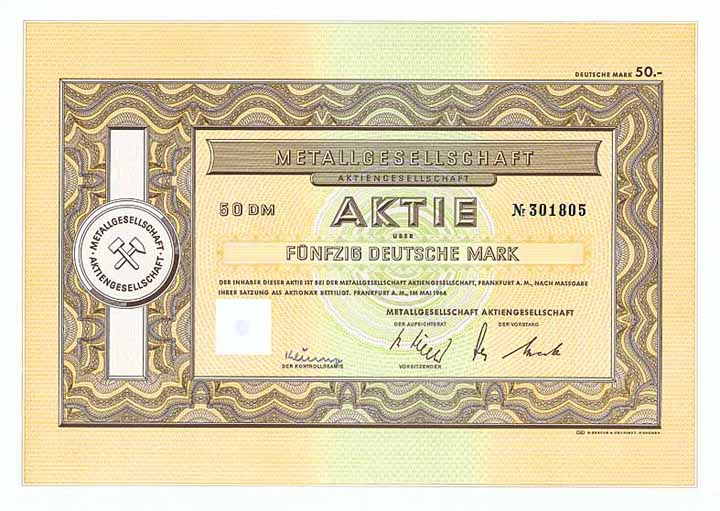 DEUTSCHE MARK 50.-
METALLGESELLSCHAFT
AKTIENGESELLSCHAFT
50 DM
AKTIE
Nr. 301805
ÜBER
FÜNFZIG DEUTSCHE MARK
· METALLGESELLSCHAFT ·
AKTIENGESELLSCHAFT
DER INHABER DIESER AKTIE IST BEI DER METALLGESELLSCHAFT AKTIENGESELLSCHAFT, FRANKFURT A. M., NACH MASSGABE
IHRER SATZUNG ALS AKTIONÄR BETEILIGT. FRANKFURT A. M., IM MAI 1964
METALLGESELLSCHAFT AKTIENGESELLSCHAFT
DER AUFSICHTSRAT
DER VORSTAND
DER KONTROLLBEAMTE
VORSITZENDER